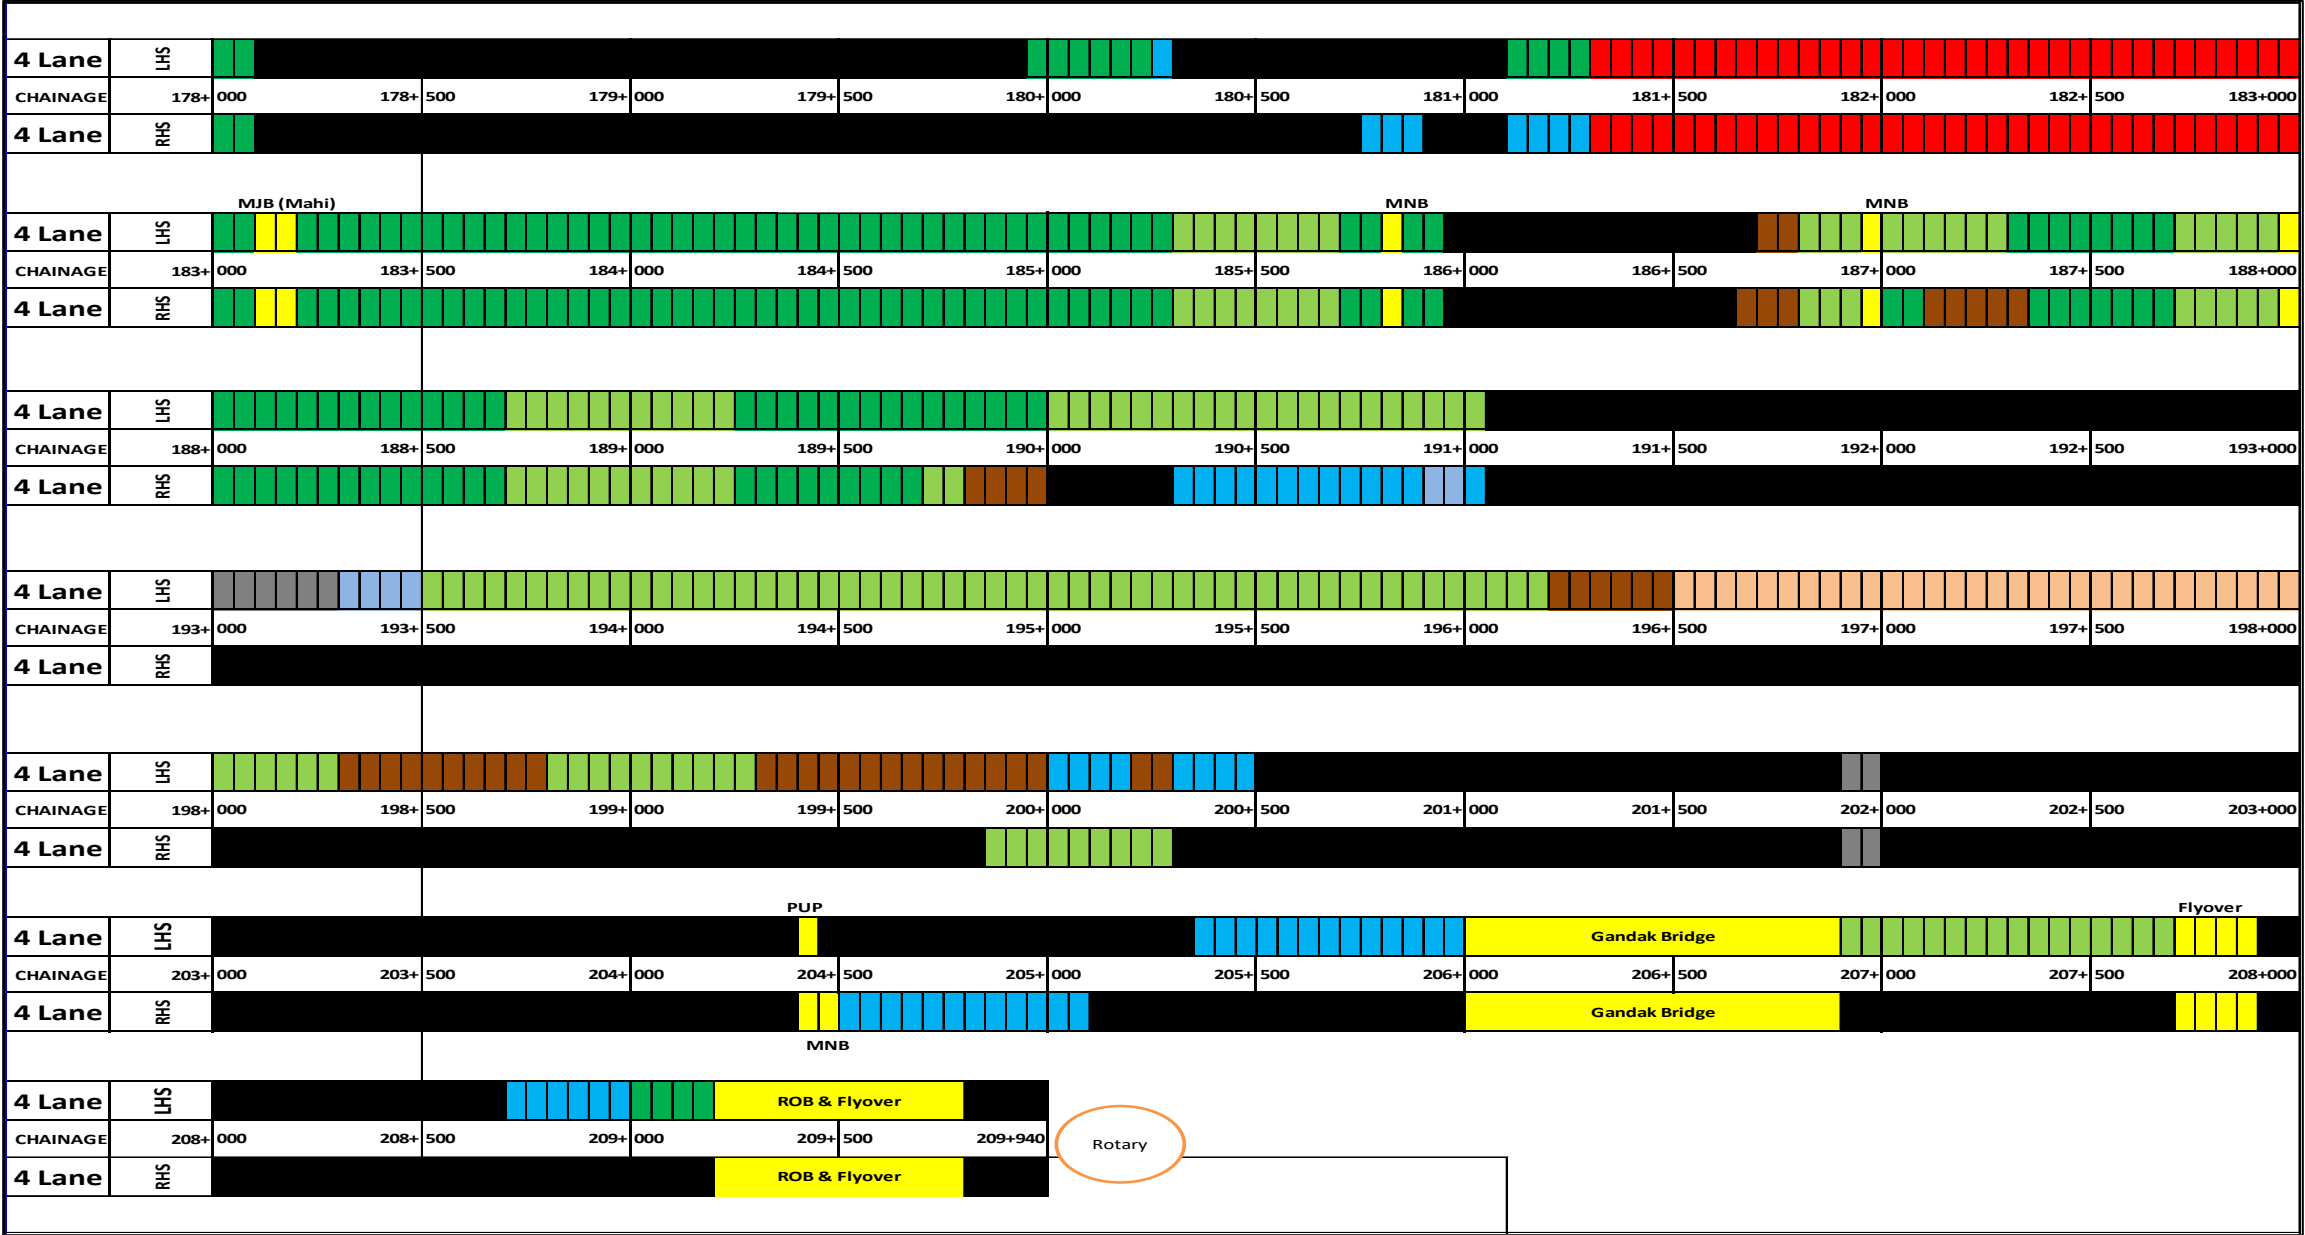 4 Lane LHS
CHAINAGE 178+ 000 178+ 500 179+ 000 179+ 500 180+ 000 180+ 500 181+ 000 181+ 500 182+ 000 182+ 500 183+000
4 Lane RHS
MJB (Mahi) MNB MNB
4 Lane LHS
CHAINAGE 183+ 000 183+ 500 184+ 000 184+ 500 185+ 000 185+ 500 186+ 000 186+ 500 187+ 000 187+ 500 188+000
4 Lane RHS
4 Lane LHS
CHAINAGE 188+ 000 188+ 500 189+ 000 189+ 500 190+ 000 190+ 500 191+ 000 191+ 500 192+ 000 192+ 500 193+000
4 Lane RHS
4 Lane LHS
CHAINAGE 193+ 000 193+ 500 194+ 000 194+ 500 195+ 000 195+ 500 196+ 000 196+ 500 197+ 000 197+ 500 198+000
4 Lane RHS
4 Lane LHS
CHAINAGE 198+ 000 198+ 500 199+ 000 199+ 500 200+ 000 200+ 500 201+ 000 201+ 500 202+ 000 202+ 500 203+000
4 Lane RHS
PUP Flyover
4 Lane LHS Gandak Bridge
CHAINAGE 203+ 000 203+ 500 204+ 000 204+ 500 205+ 000 205+ 500 206+ 000 206+ 500 207+ 000 207+ 500 208+000
4 Lane RHS Gandak Bridge
MNB
4 Lane LHS ROB & Flyover
CHAINAGE 208+ 000 208+ 500 209+ 000 209+ 500 209+940 Rotary
4 Lane RHS ROB & Flyover